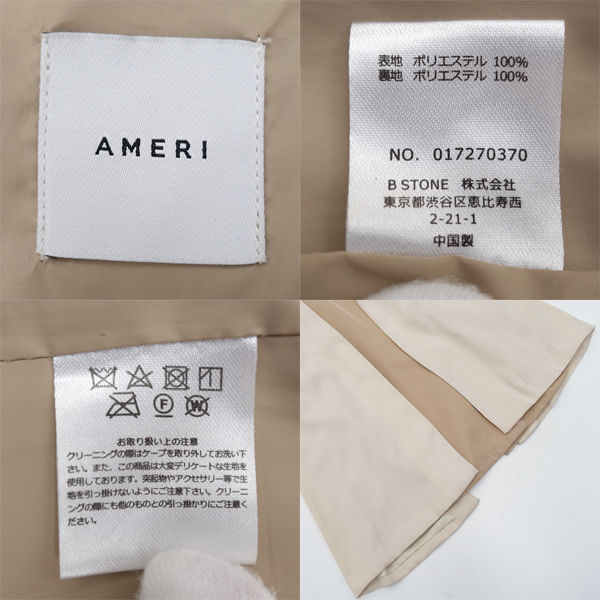 AMERI
表地 ポリエステル 100%
裏地 ポリエステル 100%
NO. 017270370
B STONE 株式会社
東京都渋谷区恵比寿西
2-21-1
中国製
F W
お取り扱い上の注意
クリーニングの際はケープを取り外してお洗い下
さい。また、この商品は大変デリケートな生地を
使用しております。突起物やアクセサリー等で生
地を引っ掛けないようにご注意下さい。クリーニ
ングの際にも他のものとの引っ掛かりにご注意く
ださい。